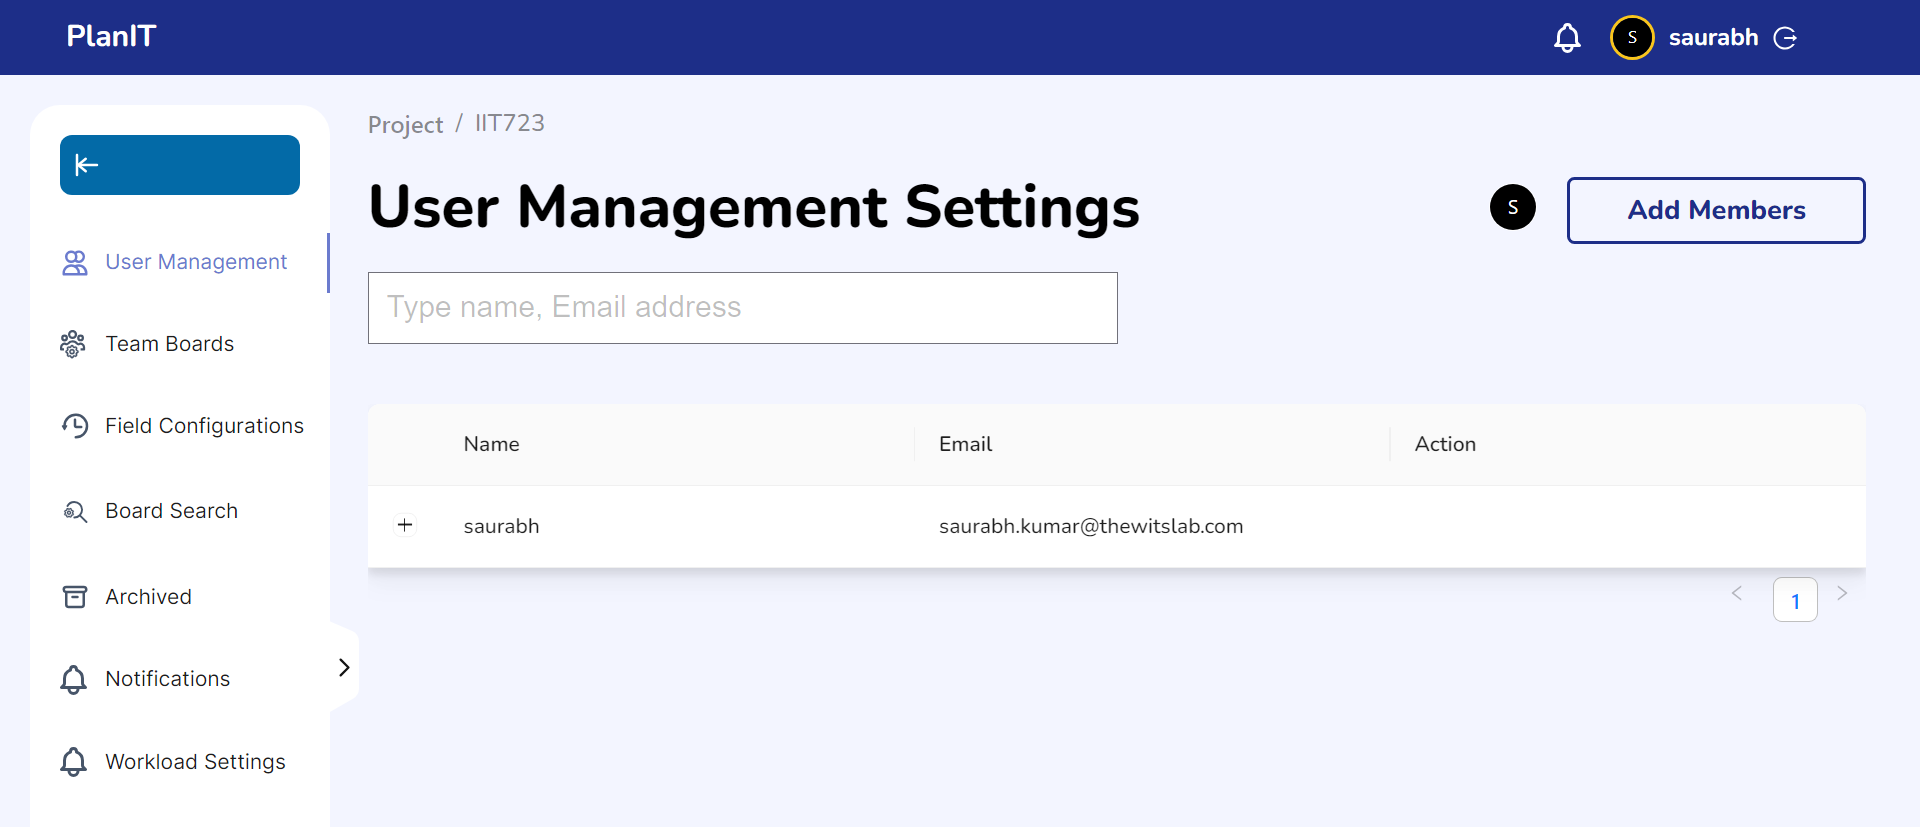 PlanIT
S saurabh
Project / IIT723
User Management Settings
S
Add Members
Type name, Email address
User Management
Team Boards
Field Configurations
Board Search
Archived
Notifications
Workload Settings
Name Email Action
saurabh saurabh.kumar@thewitslab.com
1